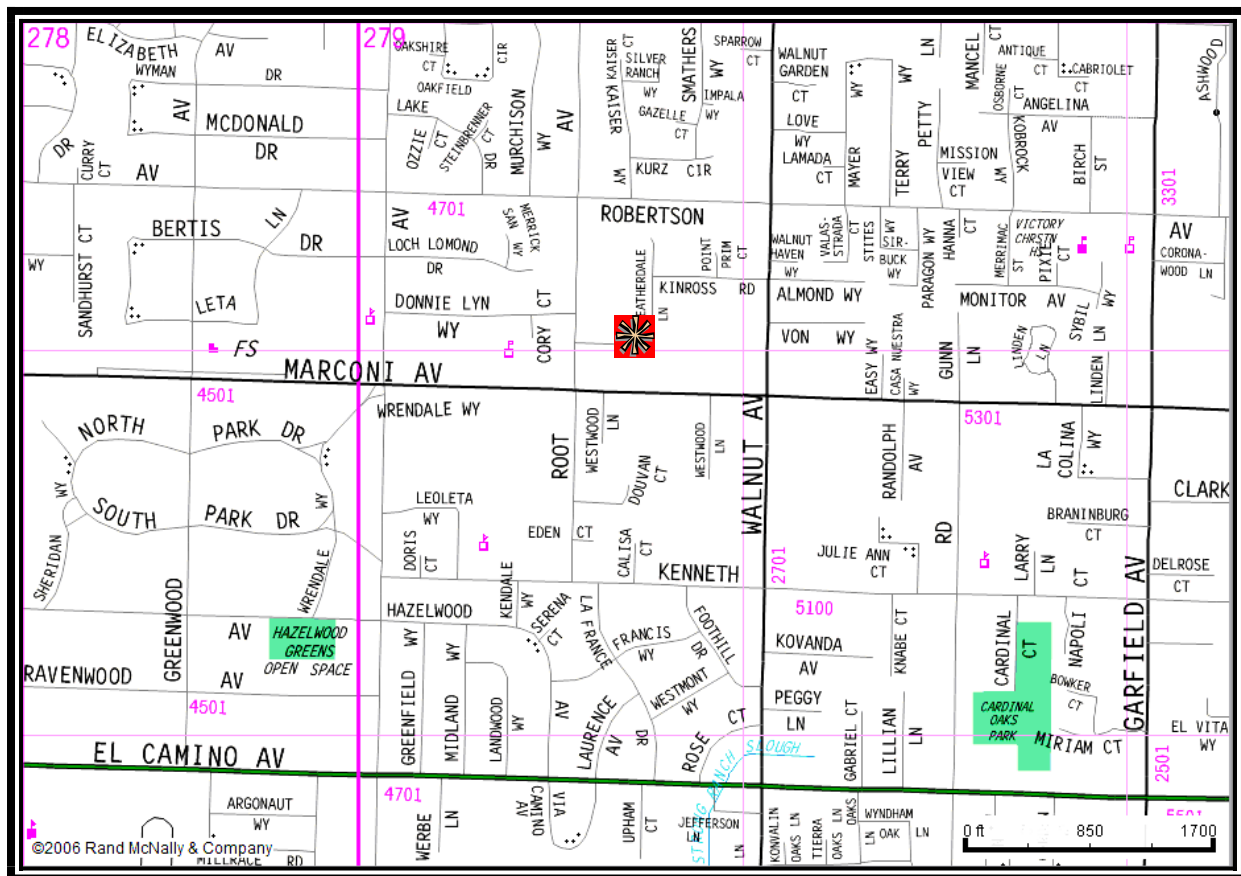 278
ELIZABETH
AV
WYMAN
DR
AV
MCDONALD
DR
DR
CURRY
CT
AV
279
OAKSHIRE
CT
CIR
OAKFIELD
LAKE
OZZIE
CT
STEINBRENNER
CT
DR
MURCHISON
WY
AV
KAISER
KAISER
CT
WY
SILVER
RANCH
WY
GAZELLE
CT
SMATHERS
WY
IMPALA
WY
SPARROW
CT
KURZ CIR
WALNUT
GARDEN
CT
LOVE
WY
LAMADA
CT
MAYER
WY
TERRY
WY
PETTY
LN
MANCEL
CT
OSBORNE
CT
ANTIQUE
CT
CABRIOLET
CT
ANGELINA
AV
KOBROCK
WY
MISSION
VIEW
CT
BIRCH
ST
ASHWOOD
3301
SANDHURST CT
WY
BERTIS
LN
DR
LETA
FS
AV
4701
LOCH LOMOND
DR
MERRICK
SAN WY
DONNIE LYN
WY
CORY
CT
ROBERTSON
POINT
PRIM
CT
KINROSS RD
LN
WALNUT
HAVEN
WY
VALAS-
STRADA
CT
STITES
WY
SIR-
BUCK
WY
PARAGON WY
HANNA
CT
MERRIMAC
ST
VICTORY
CHRSTN
HS
PIXIE
CT
AV
CORONA-
WOOD LN
ALMOND WY
MONITOR AV
WY
VON WY
EASY WY
CASA NUESTRA
WY
GUNN
LN
LINDEN
LN
SYBIL
LINDEN LN
MARCONI AV
4501
5301
NORTH
PARK DR
WY
SOUTH
PARK DR
WY
SHERIDAN
WRENDALE
WRENDALE WY
LEOLETA
WY
DORIS
CT
ROOT
WESTWOOD
LN
DOUVAN
CT
WESTWOOD
LN
EDEN CT
CALISA
CT
KENNETH
WALNUT AV
2701
RANDOLPH
AV
JULIE ANN
CT
RD
LA
COLINA
WY
CLARK
BRANINBURG
CT
LARRY
LN
CT
DELROSE
CT
GREENWOOD
AV
HAZELWOOD
GREENS
OPEN SPACE
RAVENWOOD
AV
4501
HAZELWOOD
KENDALE
WY
SERENA
CT
LA FRANCE
FRANCIS
WY
DR
FOOTHILL
WESTMONT
WY
GREENFIELD
WY
MIDLAND
WY
LANDWOOD
WY
AV
LAURENCE
AV
DR
ROSE
CT
5100
KOVANDA
AV
PEGGY
LN
KNABE CT
GABRIEL CT
LILLIAN
LN
CARDINAL
CT
CARDINAL
OAKS
PARK
NAPOLI
BOWKER
CT
MIRIAM CT
GARFIELD AV
2501
EL VITA
WY
EL CAMINO AV
SLOUGH
RANCH
ARGONAUT
WY
MILLRACE RD
4701
WERBE
LN
CAMINO
AV
VIA
UPHAM
CT
JEFFERSON
LN
LN
KONVALIN
OAKS LN
TIERRA
OAKS LN
OAKS
LN
WYNDHAM
OAK LN
0 ft 850 1700
©2006 Rand McNally & Company